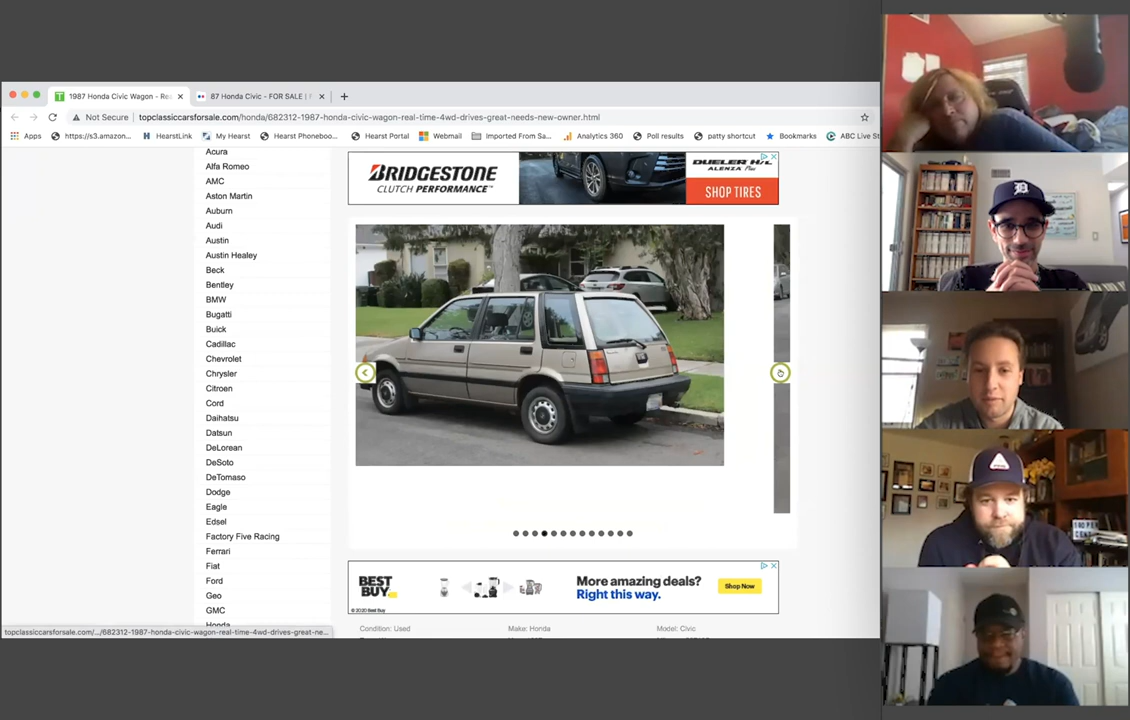 1987 Honda Civic Wagon - Re
87 Honda Civic - FOR SALE | F
Not Secure
topclassiccarsforsale.com/honda/682312-1987-honda-civic-wagon-real-time-4wd-drives-great-needs-new-owner.html
Apps
https://s3.amazon...
HearstLink
My Hearst
Hearst Phoneboo...
Hearst Portal
Webmail
Imported From Sa...
Analytics 360
Poll results
patty shortcut
Bookmarks
ABC Live St
Acura
Alfa Romeo
AMC
Aston Martin
Auburn
Audi
Austin
Austin Healey
Beck
Bentley
BMW
Bugatti
Buick
Cadillac
Chevrolet
Chrysler
Citroen
Cord
Daihatsu
Datsun
DeLorean
DeSoto
DeTomaso
Dodge
Eagle
Edsel
Factory Five Racing
Ferrari
Fiat
Ford
Geo
GMC
Honda
BRIDGESTONE
CLUTCH PERFORMANCE™
DUELER H/L
ALENZA Plus
SHOP TIRES
BEST
BUY
© 2020 Best Buy
More amazing deals?
Right this way.
Shop Now
Condition: Used
Make: Honda
Model: Civic
topclassiccarsforsale.com/.../682312-1987-honda-civic-wagon-real-time-4wd-drives-great-ne...
D